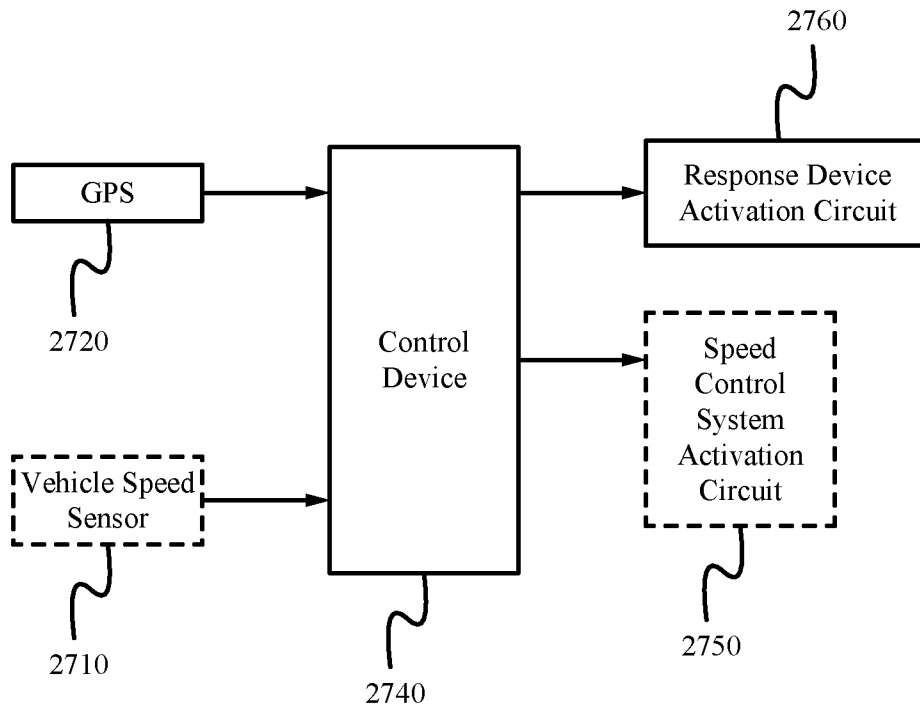 2760
GPS
Response Device
Activation Circuit
2720
Control
Device
Speed
Control
System
Activation
Circuit
Vehicle Speed
Sensor
2710
2740
2750